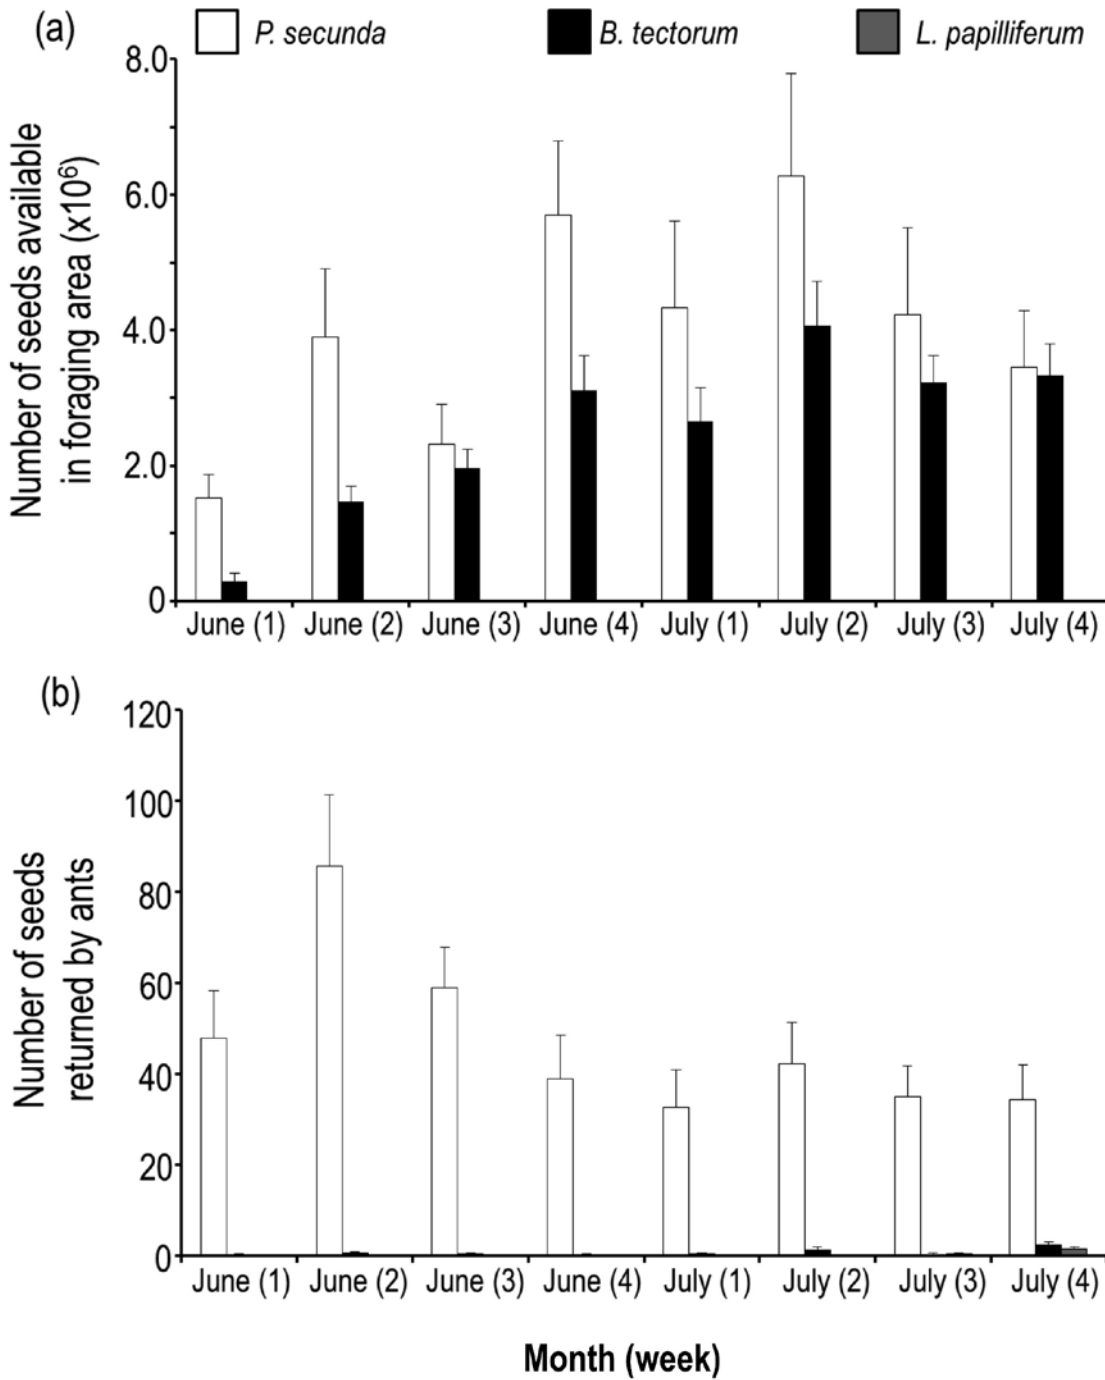 (a)
P. secunda
B. tectorum
L. papilliferum
Number of seeds available
in foraging area (x10⁶)
8.0
6.0
4.0
2.0
0
June (1) June (2) June (3) June (4) July (1) July (2) July (3) July (4)
(b)
Number of seeds
returned by ants
120
100
80
60
40
20
0
June (1) June (2) June (3) June (4) July (1) July (2) July (3) July (4)
Month (week)